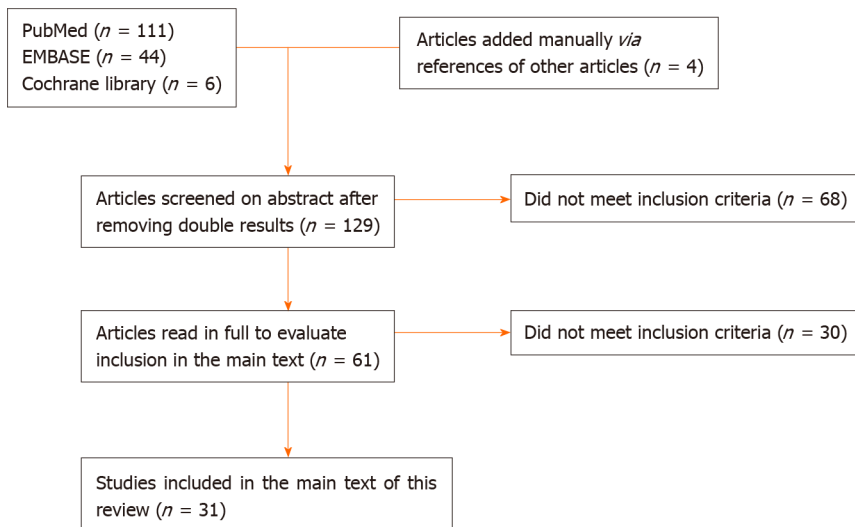 PubMed (n = 111)
EMBASE (n = 44)
Cochrane library (n = 6)
Articles added manually via
references of other articles (n = 4)
Articles screened on abstract after
removing double results (n = 129)
Did not meet inclusion criteria (n = 68)
Articles read in full to evaluate
inclusion in the main text (n = 61)
Did not meet inclusion criteria (n = 30)
Studies included in the main text of this
review (n = 31)